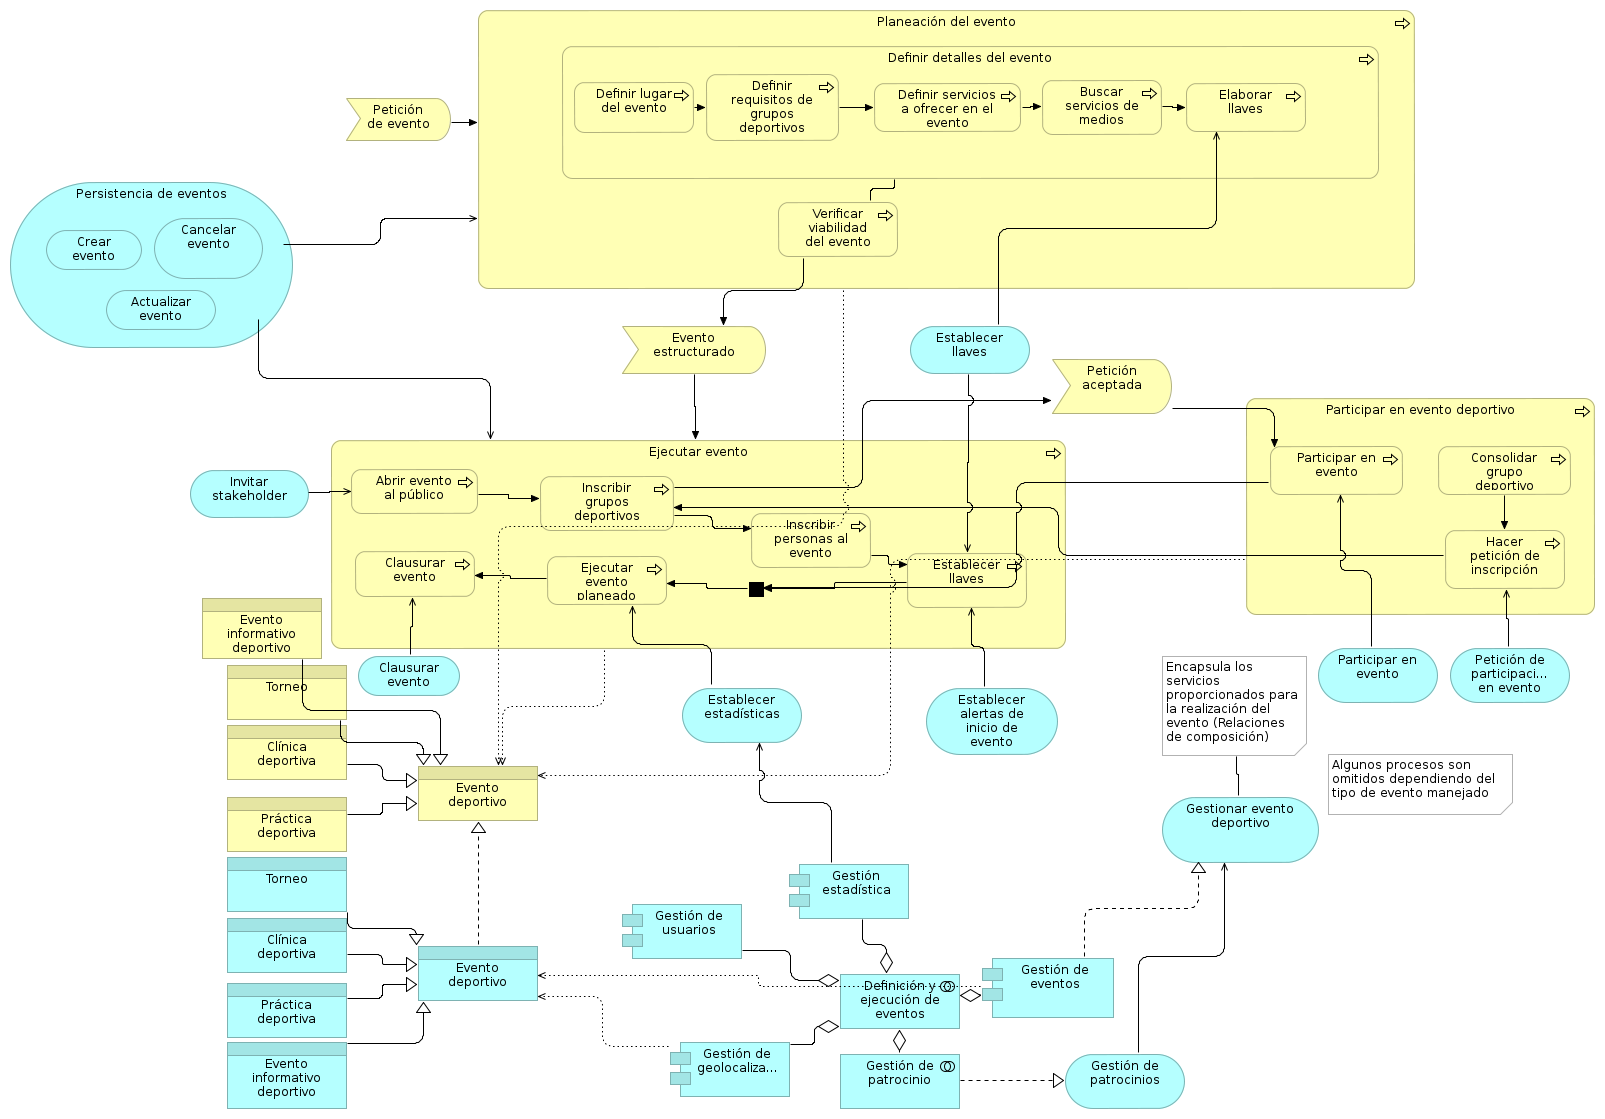 Planeación del evento
Definir detalles del evento
Definir lugar
del evento
Definir
requisitos de
grupos
deportivos
Definir servicios
a ofrecer en el
evento
Buscar
servicios de
medios
Elaborar
llaves
Petición
de evento
Persistencia de eventos
Crear
evento
Cancelar
evento
Actualizar
evento
Verificar
viabilidad
del evento
Evento
estructurado
Establecer
llaves
Petición
aceptada
Participar en evento deportivo
Participar en
evento
Consolidar
grupo
deportivo
Hacer
petición de
inscripción
Ejecutar evento
Invitar
stakeholder
Abrir evento
al público
Inscribir
grupos
deportivos
Inscribir
personas al
evento
Clausurar
evento
Ejecutar
evento
planeado
Establecer
llaves
Evento
informativo
deportivo
Torneo
Clínica
deportiva
Práctica
deportiva
Evento
deportivo
Clausurar
evento
Establecer
estadísticas
Establecer
alertas de
inicio de
evento
Participar en
evento
Petición de
participaci...
en evento
Encapsula los
servicios
proporcionados para
la realización del
evento (Relaciones
de composición)
Algunos procesos son
omitidos dependiendo del
tipo de evento manejado
Gestionar evento
deportivo
Torneo
Clínica
deportiva
Práctica
deportiva
Evento
informativo
deportivo
Evento
deportivo
Gestión
estadística
Gestión de
usuarios
Definición y
ejecución de
eventos
Gestión de
eventos
Gestión de
geolocaliza...
Gestión de
patrocinio
Gestión de
patrocinios